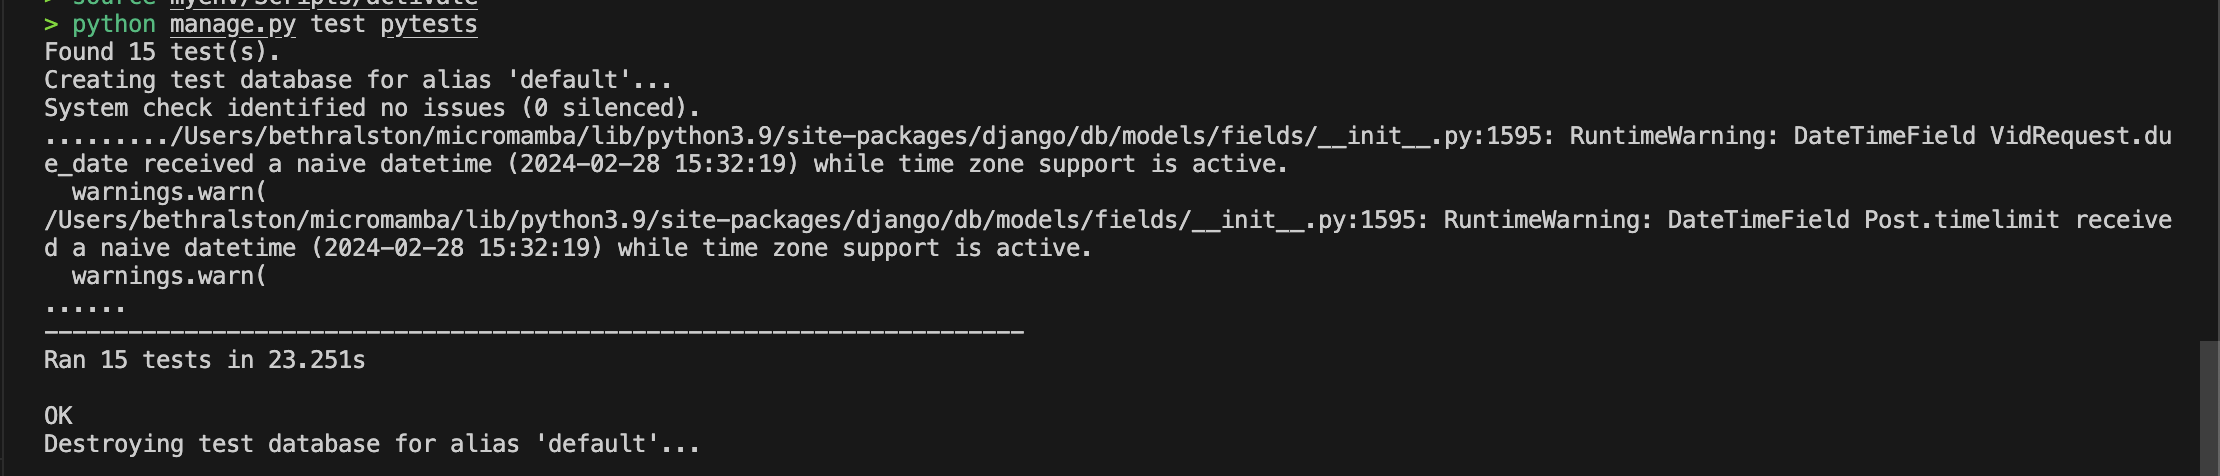 > source myenv/Scripts/activate
> python manage.py test pytests
Found 15 test(s).
Creating test database for alias 'default'...
System check identified no issues (0 silenced).
........./Users/bethralston/micromamba/lib/python3.9/site-packages/django/db/models/fields/__init__.py:1595: RuntimeWarning: DateTimeField VidRequest.du
e_date received a naive datetime (2024-02-28 15:32:19) while time zone support is active.
  warnings.warn(
/Users/bethralston/micromamba/lib/python3.9/site-packages/django/db/models/fields/__init__.py:1595: RuntimeWarning: DateTimeField Post.timelimit receive
d a naive datetime (2024-02-28 15:32:19) while time zone support is active.
  warnings.warn(
......
----------------------------------------------------------------------
Ran 15 tests in 23.251s

OK
Destroying test database for alias 'default'...